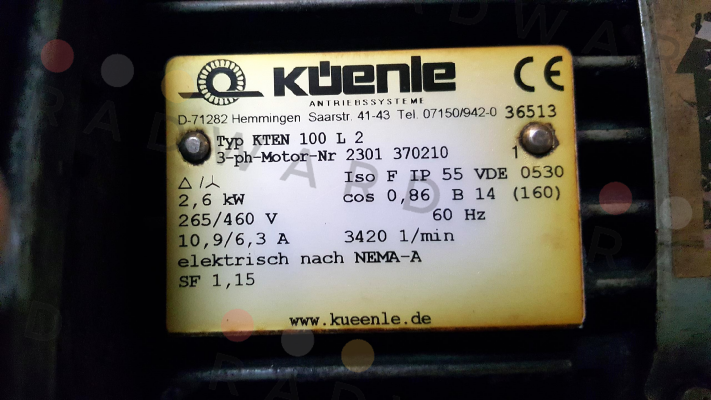 KÜenle
CE
ANTRIEBSSYSTEME
D-71282 Hemmingen Saarstr. 41-43 Tel. 07150/942-0 36513
Typ KTEN 100 L 2
3-ph-Motor-Nr 2301 370210 1
Iso F IP 55 VDE 0530
2,6 kW cos 0,86 B 14 (160)
265/460 V 60 Hz
10,9/6,3 A 3420 1/min
elektrisch nach NEMA-A
SF 1,15
www.kueenle.de